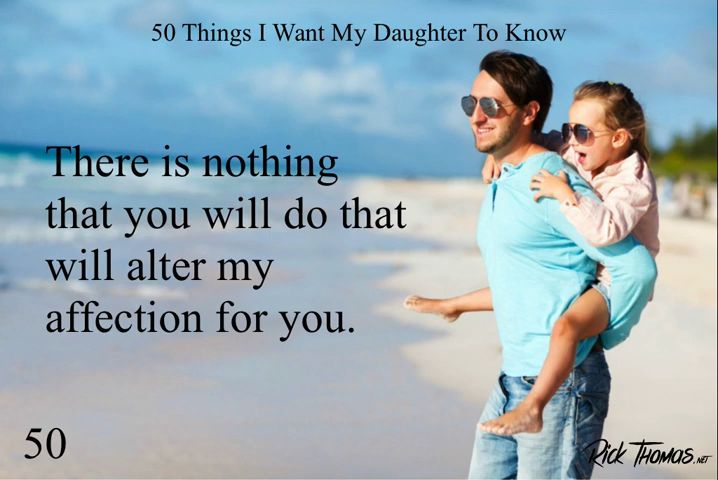 50 Things I Want My Daughter To Know
There is nothing
that you will do that
will alter my
affection for you.
50
Rick Thomas.NET